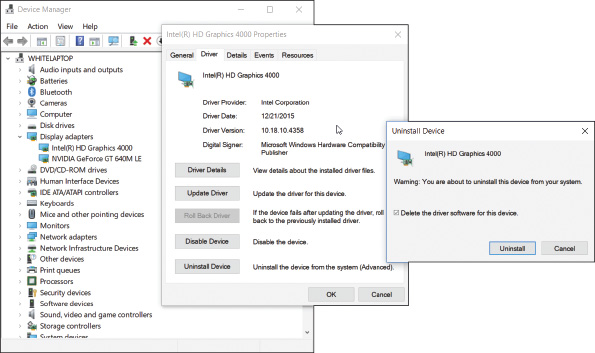 Device Manager
File Action View Help
WHITELAPTOP
Audio inputs and outputs
Batteries
Bluetooth
Cameras
Computer
Disk drives
Display adapters
Intel(R) HD Graphics 4000
NVIDIA GeForce GT 640M LE
DVD/CD-ROM drives
Human Interface Devices
IDE ATA/ATAPI controllers
Keyboards
Mice and other pointing devices
Monitors
Network adapters
Network Infrastructure Devices
Other devices
Print queues
Processors
Security devices
Software devices
Sound, video and game controllers
Storage controllers
System devices
Intel(R) HD Graphics 4000 Properties
General Driver Details Events Resources
Intel(R) HD Graphics 4000
Driver Provider: Intel Corporation
Driver Date: 12/21/2015
Driver Version: 10.18.10.4358
Digital Signer: Microsoft Windows Hardware Compatibility
Publisher
Driver Details View details about the installed driver files.
Update Driver Update the driver for this device.
Roll Back Driver If the device fails after updating the driver, roll
back to the previously installed driver.
Disable Device Disable the device.
Uninstall Device Uninstall the device from the system (Advanced).
OK Cancel
Uninstall Device
Intel(R) HD Graphics 4000
Warning: You are about to uninstall this device from your system.
Delete the driver software for this device.
Uninstall Cancel